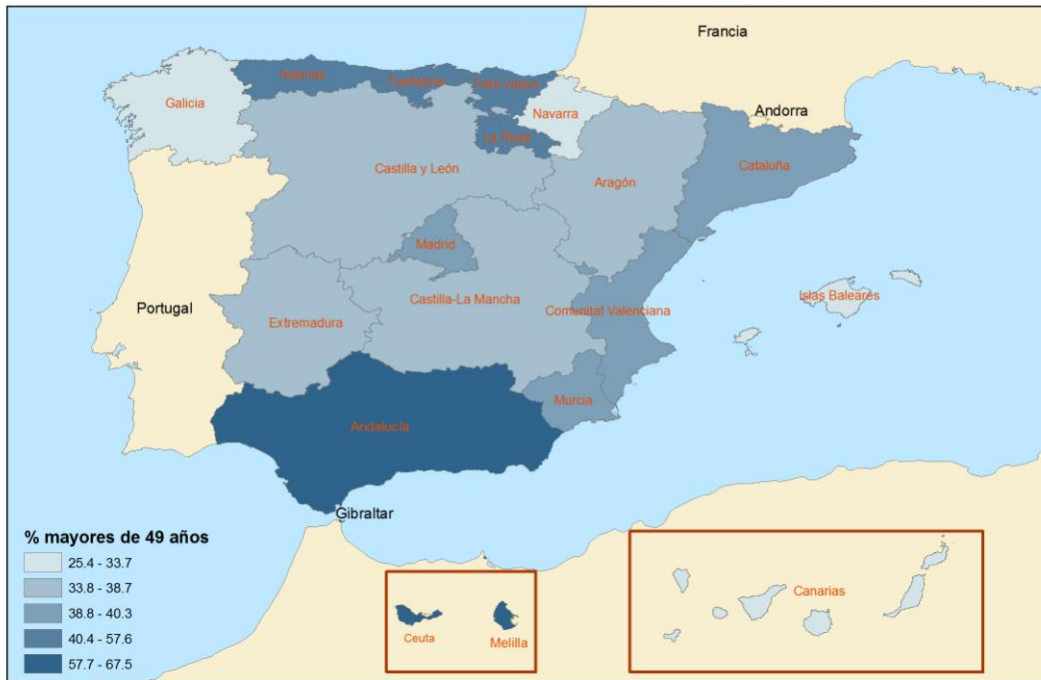 Francia
Andorra
Asturias
Cantabria
País Vasco
Galicia
Navarra
La Rioja
Castilla y León
Aragón
Cataluña
Madrid
Portugal
Castilla-La Mancha
Comunitat Valenciana
Islas Baleares
Extremadura
Murcia
Andalucía
Gibraltar
% mayores de 49 años
25.4 - 33.7
33.8 - 38.7
38.8 - 40.3
40.4 - 57.6
57.7 - 67.5
Ceuta
Melilla
Canarias